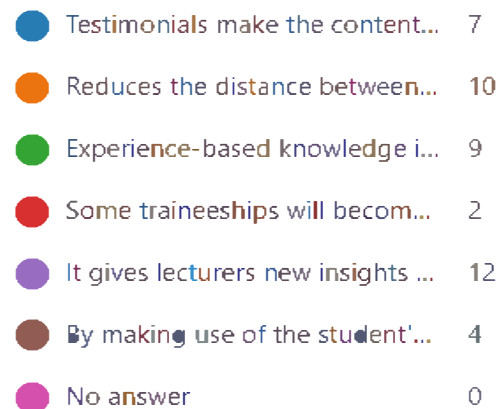 Testimonials make the content... 7
Reduces the distance between... 10
Experience-based knowledge i... 9
Some traineeships will becom... 2
It gives lecturers new insights ... 12
By making use of the student'... 4
No answer 0